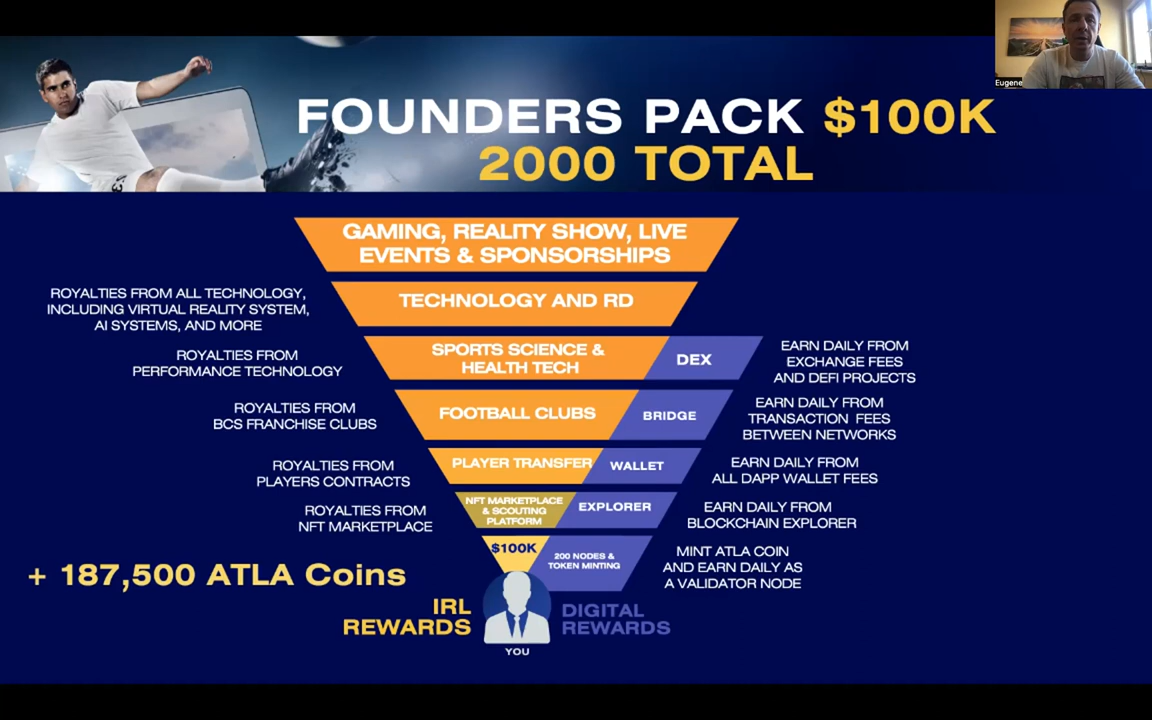 Eugene
FOUNDERS PACK $100K
2000 TOTAL
GAMING, REALITY SHOW, LIVE
EVENTS & SPONSORSHIPS
ROYALTIES FROM ALL TECHNOLOGY,
INCLUDING VIRTUAL REALITY SYSTEM,
AI SYSTEMS, AND MORE
TECHNOLOGY AND RD
ROYALTIES FROM
PERFORMANCE TECHNOLOGY
SPORTS SCIENCE &
HEALTH TECH
DEX
EARN DAILY FROM
EXCHANGE FEES
AND DEFI PROJECTS
ROYALTIES FROM
BCS FRANCHISE CLUBS
FOOTBALL CLUBS
BRIDGE
EARN DAILY FROM
TRANSACTION FEES
BETWEEN NETWORKS
ROYALTIES FROM
PLAYERS CONTRACTS
PLAYER TRANSFER
WALLET
EARN DAILY FROM
ALL DAPP WALLET FEES
ROYALTIES FROM
NFT MARKETPLACE
NFT MARKETPLACE
& SCOUTING
PLATFORM
EXPLORER
EARN DAILY FROM
BLOCKCHAIN EXPLORER
$100K
200 NODES &
TOKEN MINTING
MINT ATLA COIN
AND EARN DAILY AS
A VALIDATOR NODE
+ 187,500 ATLA Coins
IRL
REWARDS
DIGITAL
REWARDS
YOU